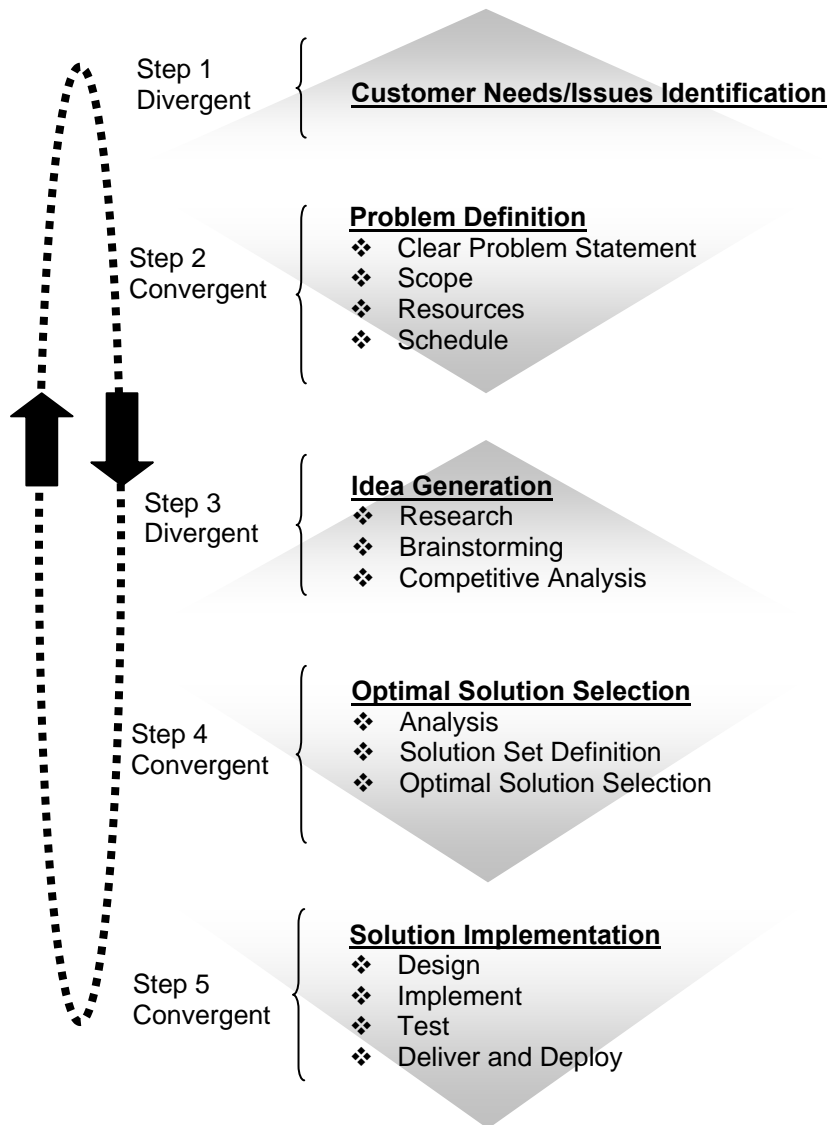 Step 1
Divergent
Customer Needs/Issues Identification
Step 2
Convergent
Problem Definition
❖ Clear Problem Statement
❖ Scope
❖ Resources
❖ Schedule
Step 3
Divergent
Idea Generation
❖ Research
❖ Brainstorming
❖ Competitive Analysis
Step 4
Convergent
Optimal Solution Selection
❖ Analysis
❖ Solution Set Definition
❖ Optimal Solution Selection
Step 5
Convergent
Solution Implementation
❖ Design
❖ Implement
❖ Test
❖ Deliver and Deploy